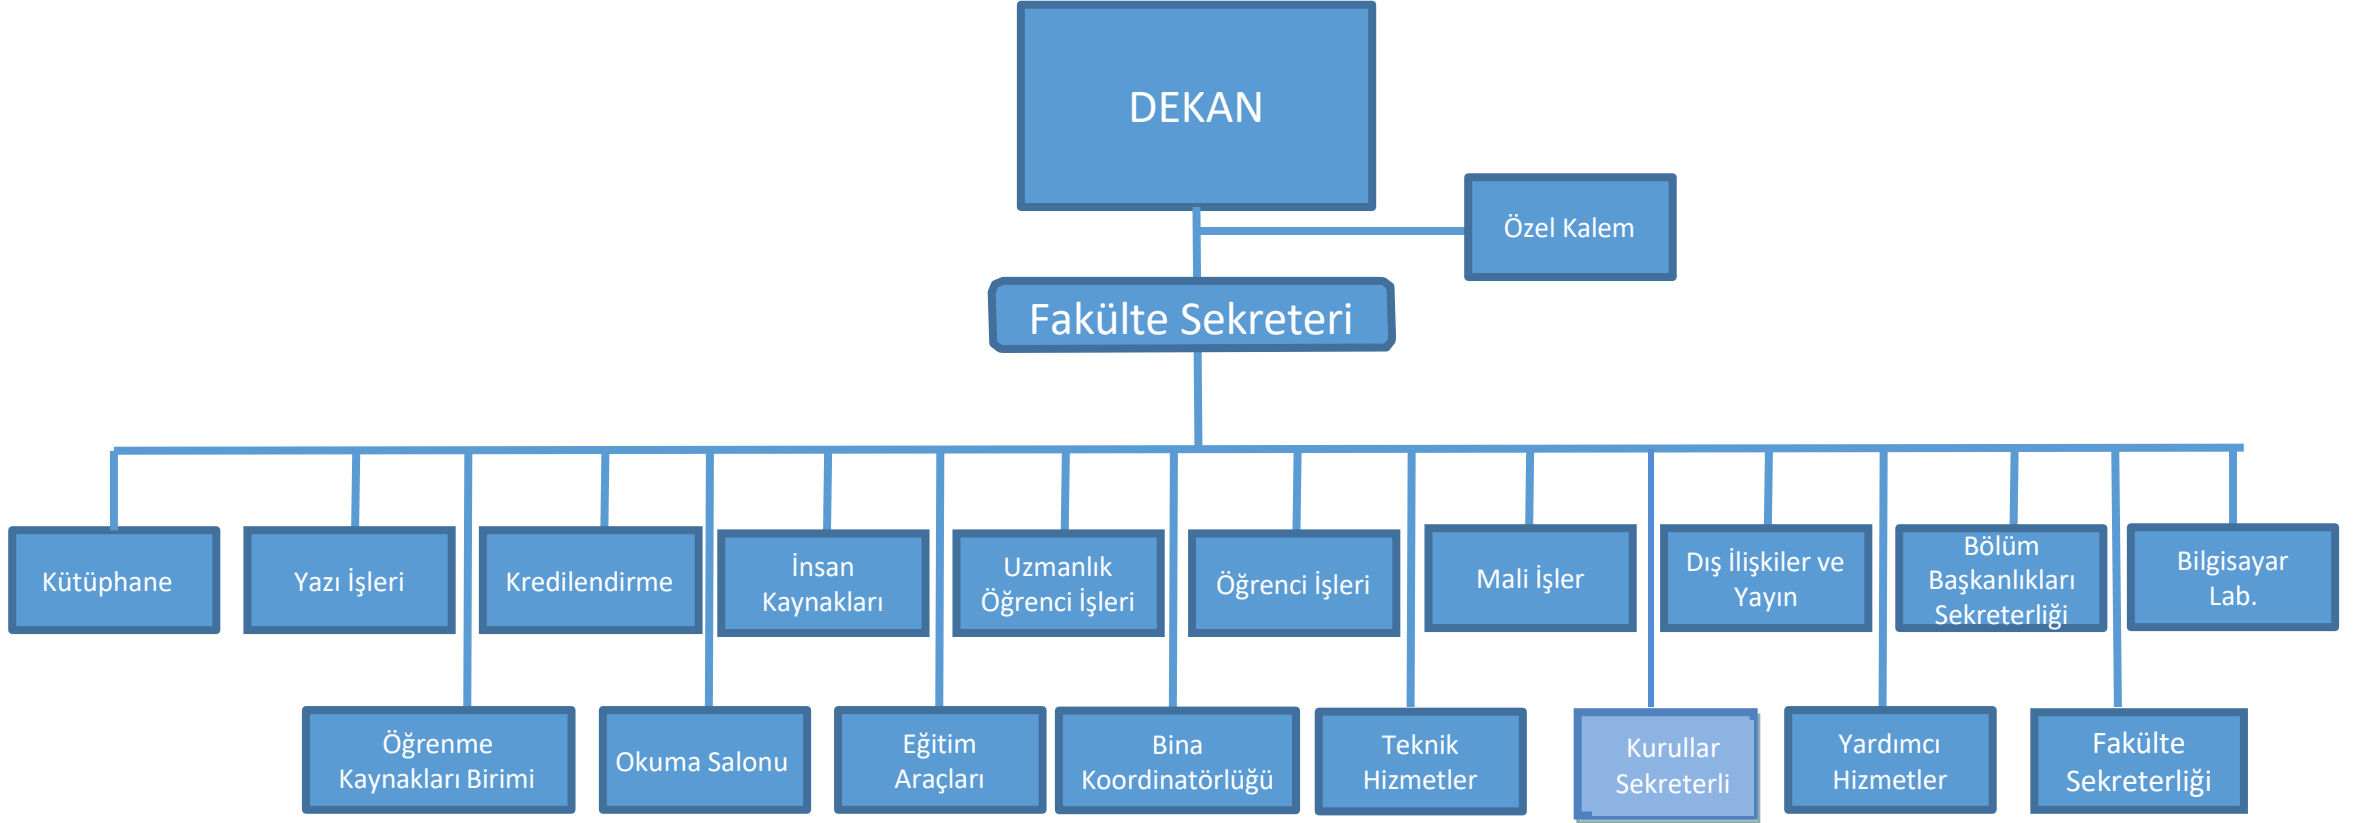 DEKAN
Özel Kalem
Fakülte Sekreteri
Kütüphane
Yazı İşleri
Kredilendirme
İnsan
Kaynakları
Uzmanlık
Öğrenci İşleri
Öğrenci İşleri
Mali İşler
Dış İlişkiler ve
Yayın
Bölüm
Başkanlıkları
Sekreterliği
Bilgisayar
Lab.
Öğrenme
Kaynakları Birimi
Okuma Salonu
Eğitim
Araçları
Bina
Koordinatörlüğü
Teknik
Hizmetler
Kurullar
Sekreterli
Yardımcı
Hizmetler
Fakülte
Sekreterliği